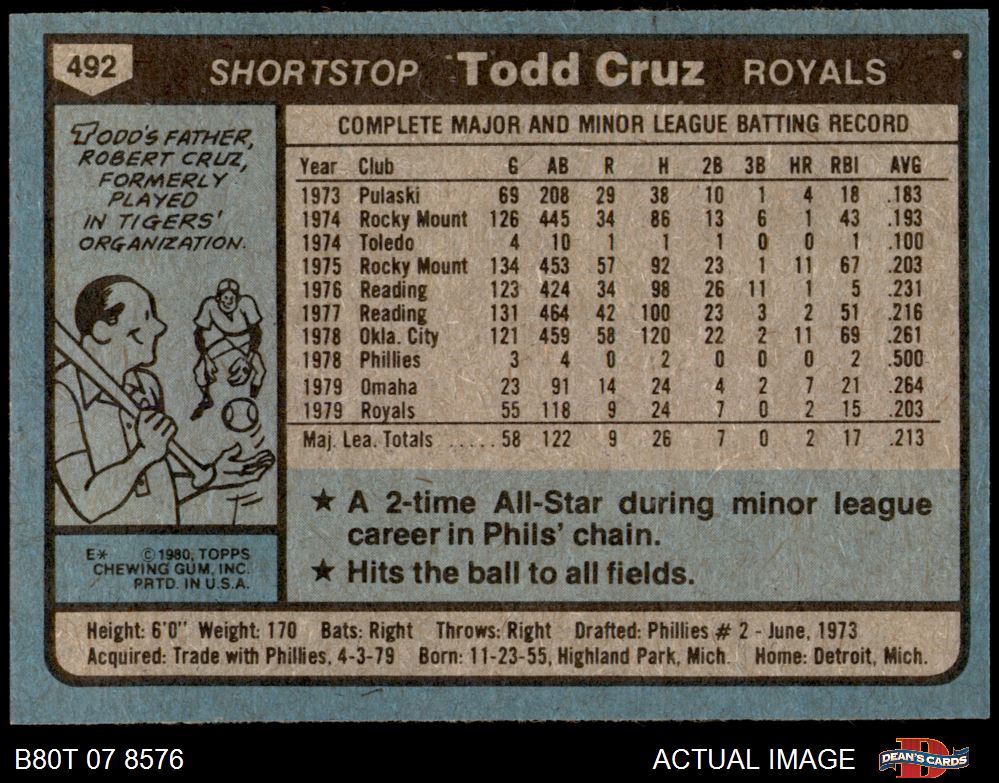 492
SHORTSTOP Todd Cruz ROYALS
TODD'S FATHER,
ROBERT CRUZ,
FORMERLY
PLAYED
IN TIGERS'
ORGANIZATION.
COMPLETE MAJOR AND MINOR LEAGUE BATTING RECORD
Year Club G AB R H 2B 3B HR RBI AVG
1973 Pulaski 69 208 29 38 10 1 4 18 .183
1974 Rocky Mount 126 445 34 86 13 6 1 43 .193
1974 Toledo 4 10 1 1 1 0 0 1 .100
1975 Rocky Mount 134 453 57 92 23 1 11 67 .203
1976 Reading 123 424 34 98 26 11 1 5 .231
1977 Reading 131 464 42 100 23 3 2 51 .216
1978 Okla. City 121 459 58 120 22 2 11 69 .261
1978 Phillies 3 4 0 2 0 0 0 2 .500
1979 Omaha 23 91 14 24 4 2 7 21 .264
1979 Royals 55 118 9 24 7 0 2 15 .203
Maj. Lea. Totals ..... 58 122 9 26 7 0 2 17 .213
★ A 2-time All-Star during minor league
career in Phils' chain.
★ Hits the ball to all fields.
E* © 1980, TOPPS
CHEWING GUM, INC.
PRTD. IN U.S.A.
Height: 6'0" Weight: 170 Bats: Right Throws: Right Drafted: Phillies # 2 - June, 1973
Acquired: Trade with Phillies, 4-3-79 Born: 11-23-55, Highland Park, Mich. Home: Detroit, Mich.
B80T 07 8576 ACTUAL IMAGE DEAN'S CARDS